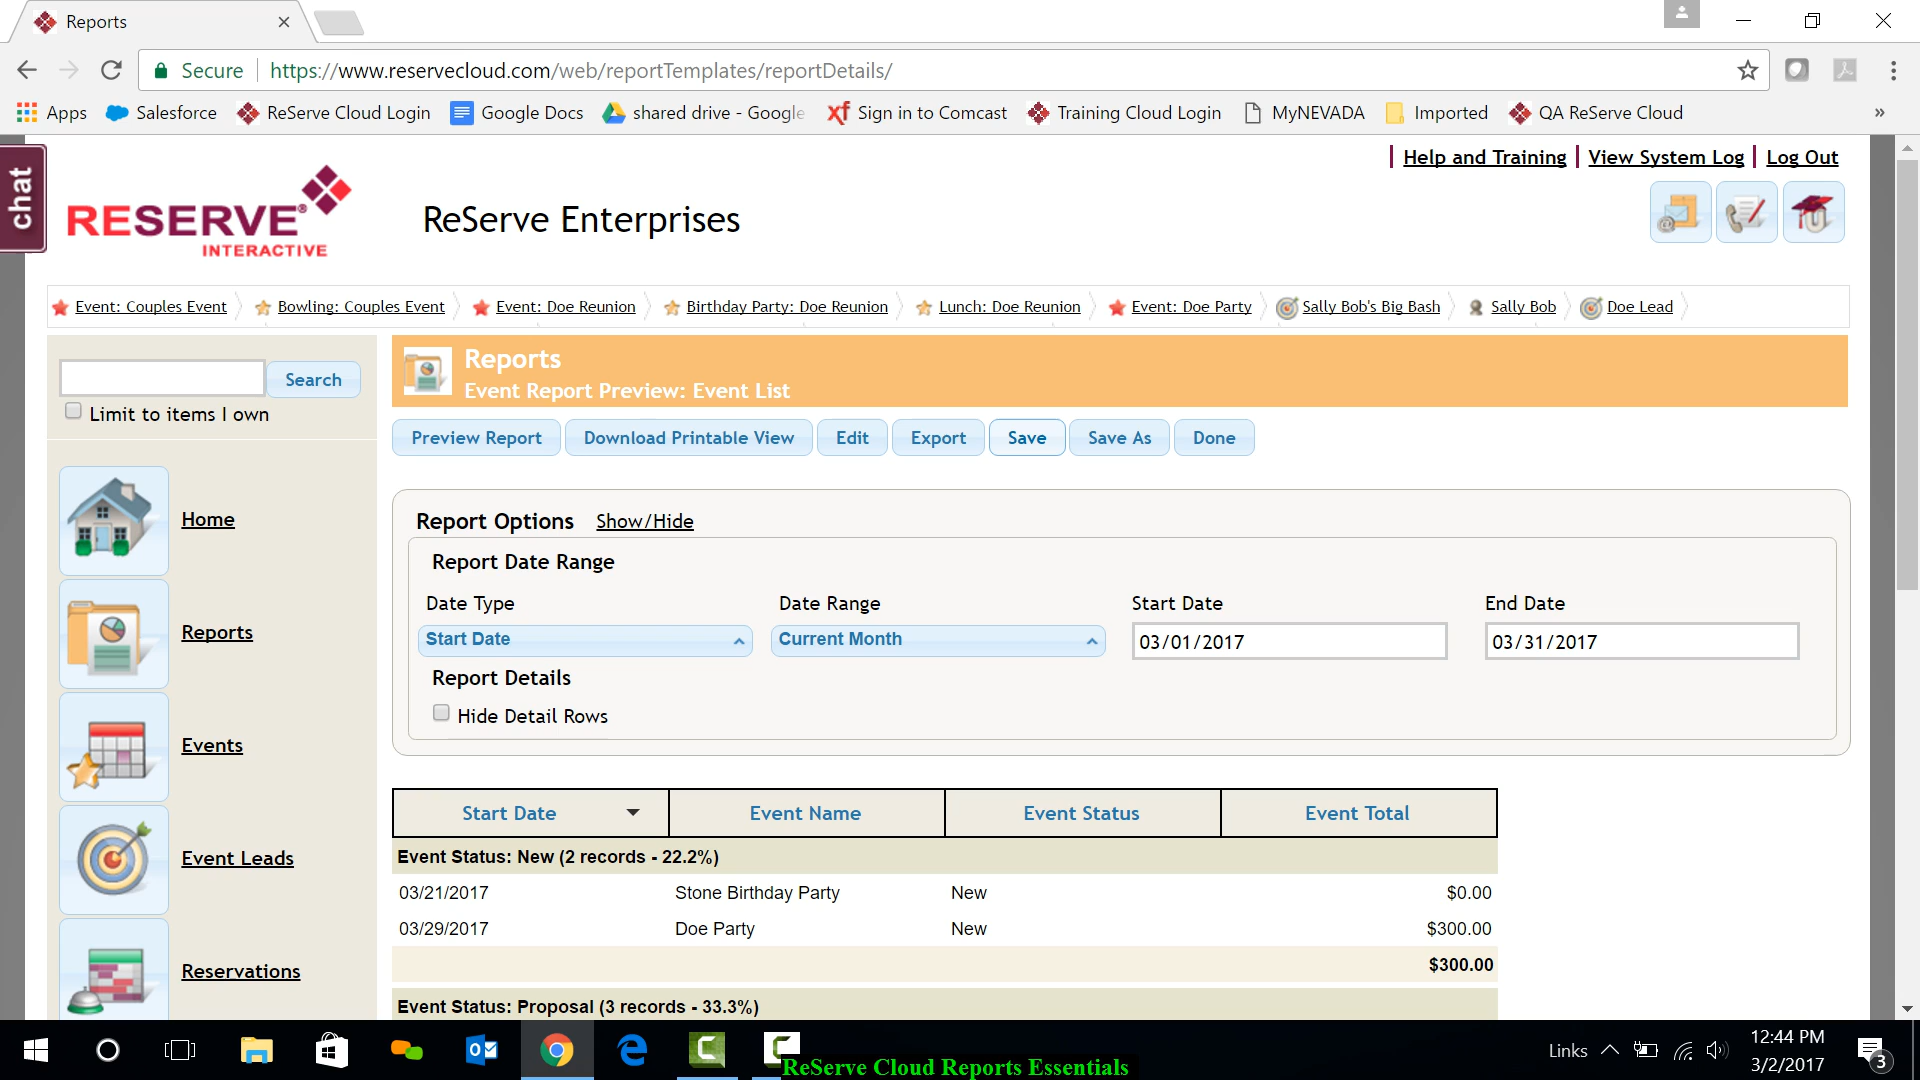 Reports
Secure https://www.reservecloud.com/web/reportTemplates/reportDetails/
Apps Salesforce ReServe Cloud Login Google Docs shared drive - Google Sign in to Comcast Training Cloud Login MyNEVADA Imported QA ReServe Cloud »
chat
Help and Training View System Log Log Out
RESERVE®
INTERACTIVE
ReServe Enterprises
Event: Couples Event Bowling: Couples Event Event: Doe Reunion Birthday Party: Doe Reunion Lunch: Doe Reunion Event: Doe Party Sally Bob's Big Bash Sally Bob Doe Lead
Search
Limit to items I own
Home
Reports
Events
Event Leads
Reservations
Reports
Event Report Preview: Event List
Preview Report Download Printable View Edit Export Save Save As Done
Report Options Show/Hide
Report Date Range
Date Type Date Range Start Date End Date
Start Date Current Month 03/01/2017 03/31/2017
Report Details
Hide Detail Rows
Start Date Event Name Event Status Event Total
Event Status: New (2 records - 22.2%)
03/21/2017 Stone Birthday Party New $0.00
03/29/2017 Doe Party New $300.00
$300.00
Event Status: Proposal (3 records - 33.3%)
Links 12:44 PM
3/2/2017 3
ReServe Cloud Reports Essentials